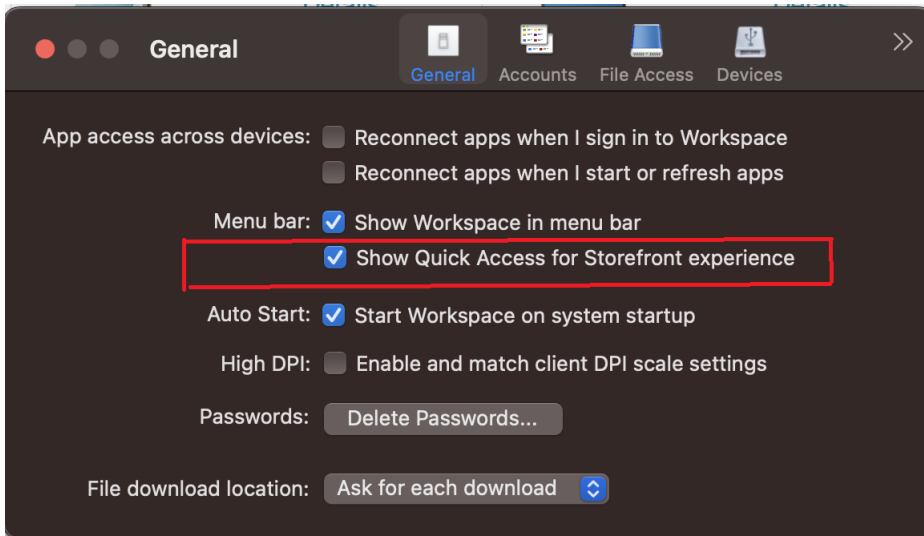 Details
Details
General
General
Accounts
File Access
Devices
App access across devices:
Reconnect apps when I sign in to Workspace
Reconnect apps when I start or refresh apps
Menu bar:
Show Workspace in menu bar
Show Quick Access for Storefront experience
Auto Start:
Start Workspace on system startup
High DPI:
Enable and match client DPI scale settings
Passwords:
Delete Passwords...
File download location:
Ask for each download